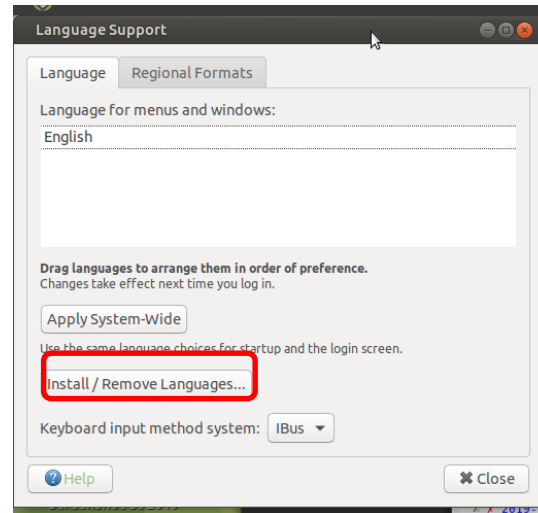 Language Support
Language Regional Formats
Language for menus and windows:
English
Drag languages to arrange them in order of preference.
Changes take effect next time you log in.
Apply System-Wide
Use the same language choices for startup and the login screen.
Install / Remove Languages...
Keyboard input method system: IBus
Help Close